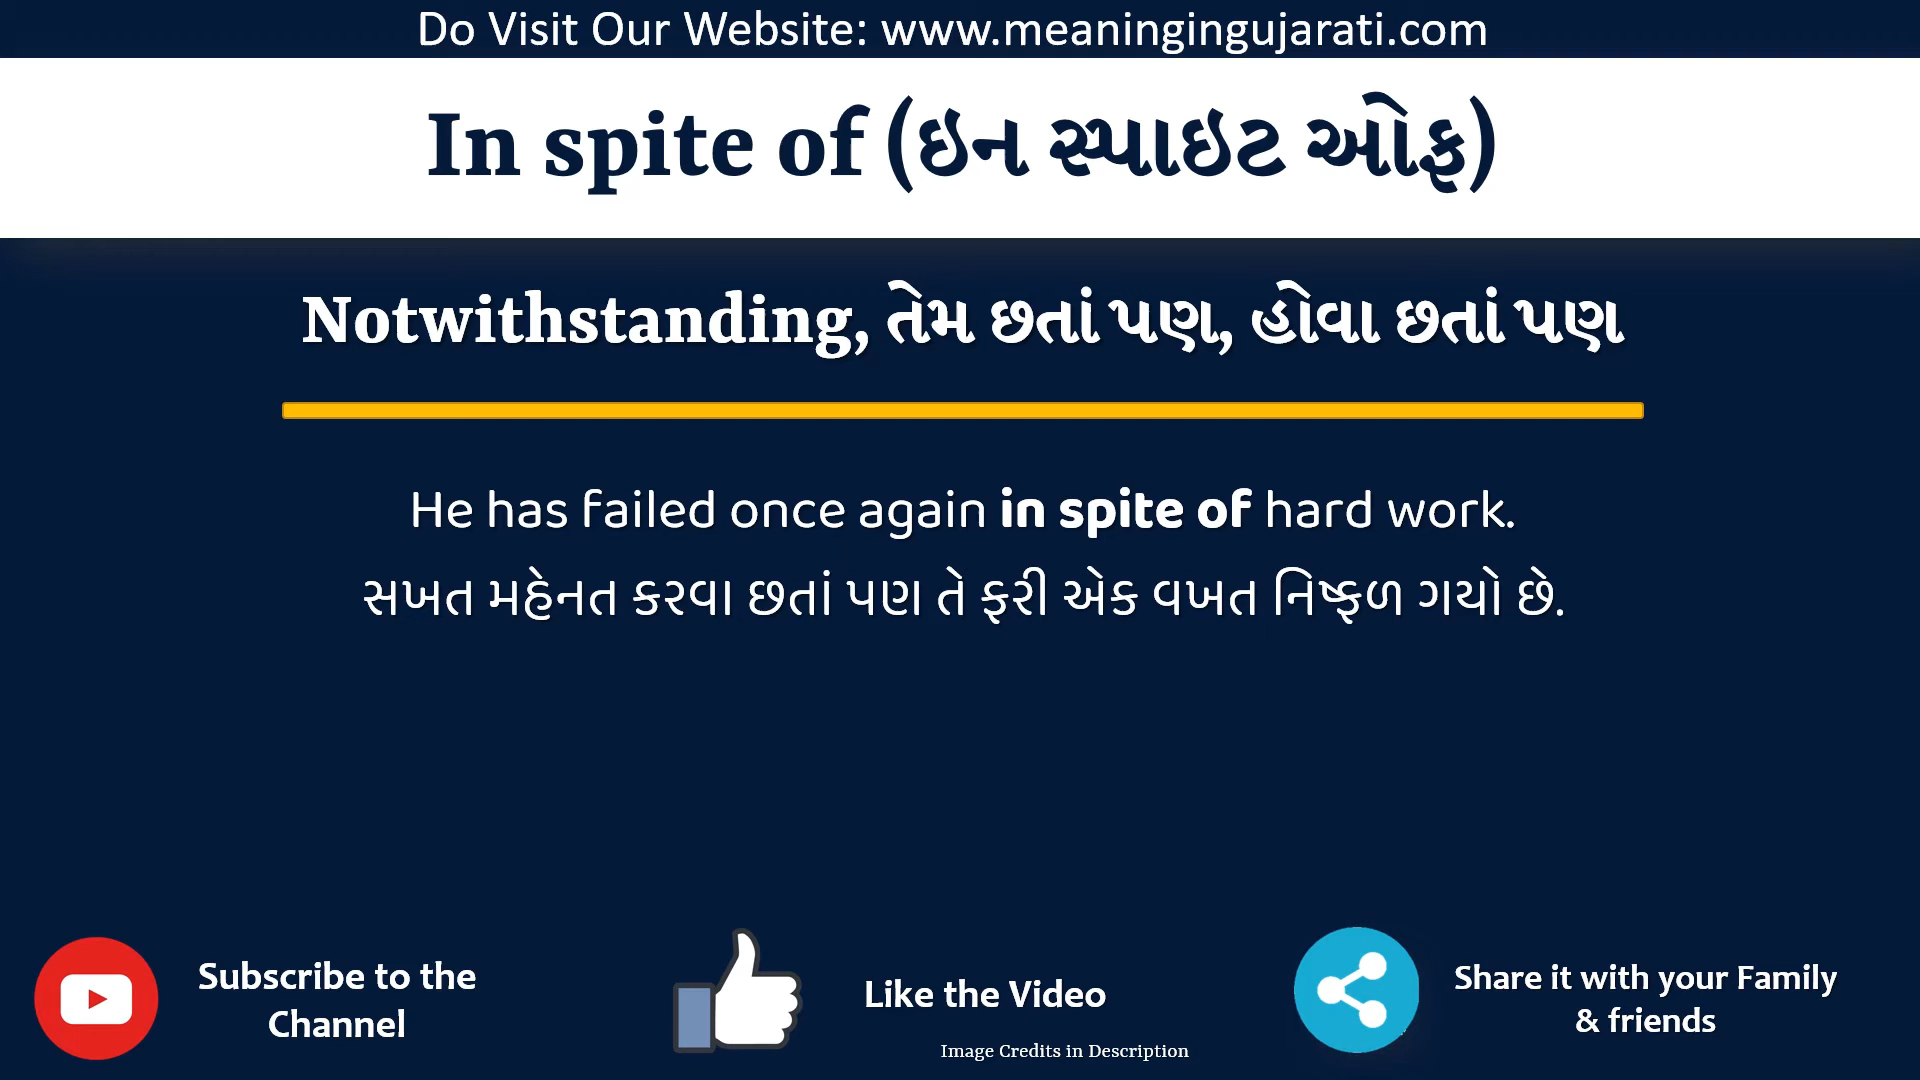 Do Visit Our Website: www.meaningingujarati.com
In spite of (ઇન સ્પાઇટ ઓફ)
Notwithstanding, તેમ છતાં પણ, હોવા છતાં પણ
He has failed once again in spite of hard work.
સખત મહેનત કરવા છતાં પણ તે ફરી એક વખત નિષ્ફળ ગયો છે.
Subscribe to the
Channel
Like the Video
Share it with your Family
& friends
Image Credits in Description